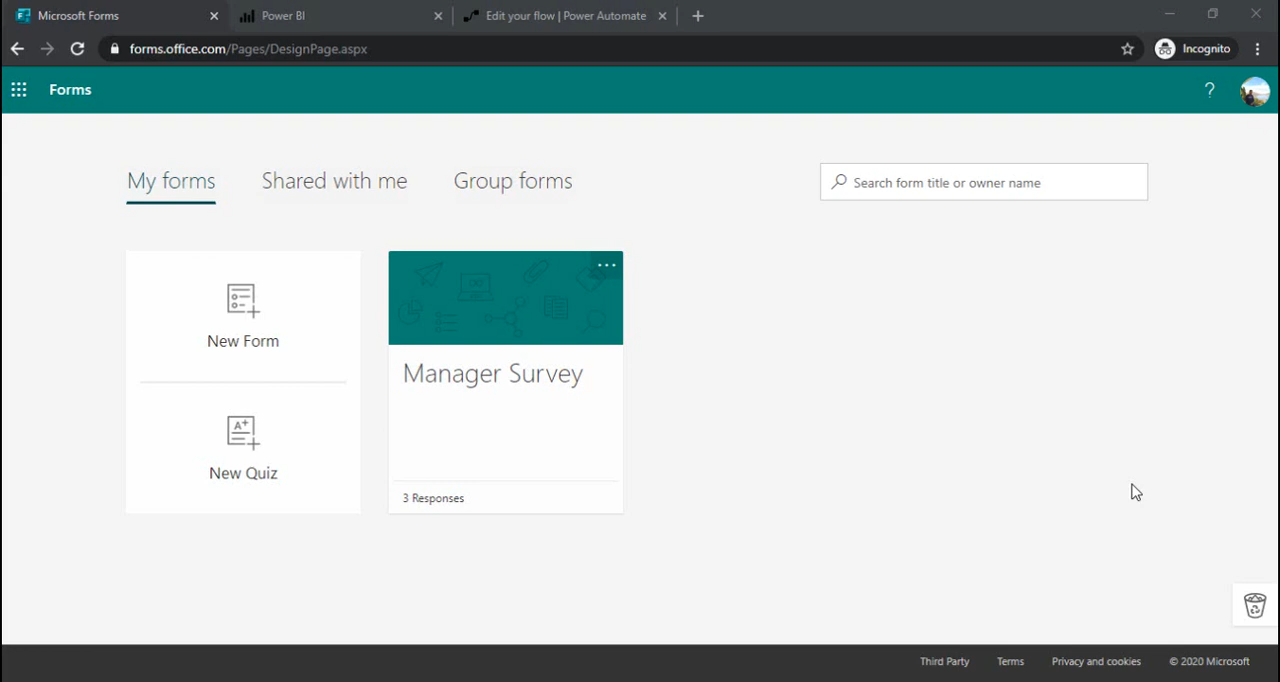 Microsoft Forms
Power BI
Edit your flow | Power Automate
forms.office.com/Pages/DesignPage.aspx
Incognito
Forms
?
My forms
Shared with me
Group forms
Search form title or owner name
New Form
Manager Survey
A+
New Quiz
3 Responses
Third Party
Terms
Privacy and cookies
© 2020 Microsoft